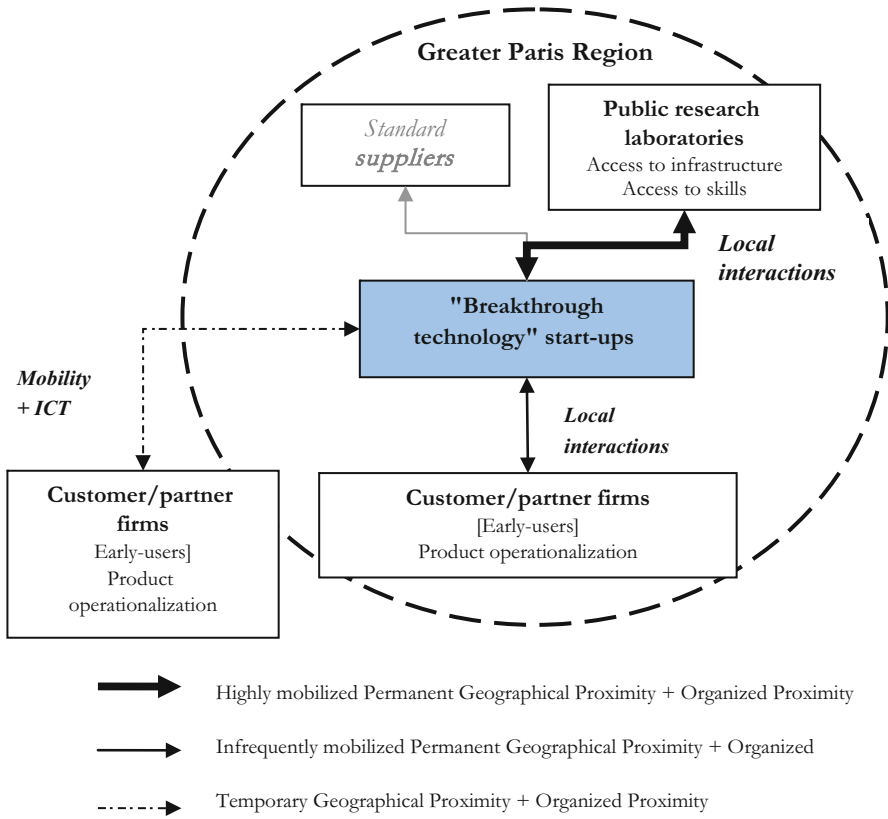 Greater Paris Region
Standard
suppliers
Public research
laboratories
Access to infrastructure
Access to skills
Local
interactions
"Breakthrough
technology" start-ups
Mobility
+ ICT
Local
interactions
Customer/partner
firms
Early-users]
Product
operationalization
Customer/partner firms
[Early-users]
Product operationalization
Highly mobilized Permanent Geographical Proximity + Organized Proximity
Infrequently mobilized Permanent Geographical Proximity + Organized
Temporary Geographical Proximity + Organized Proximity